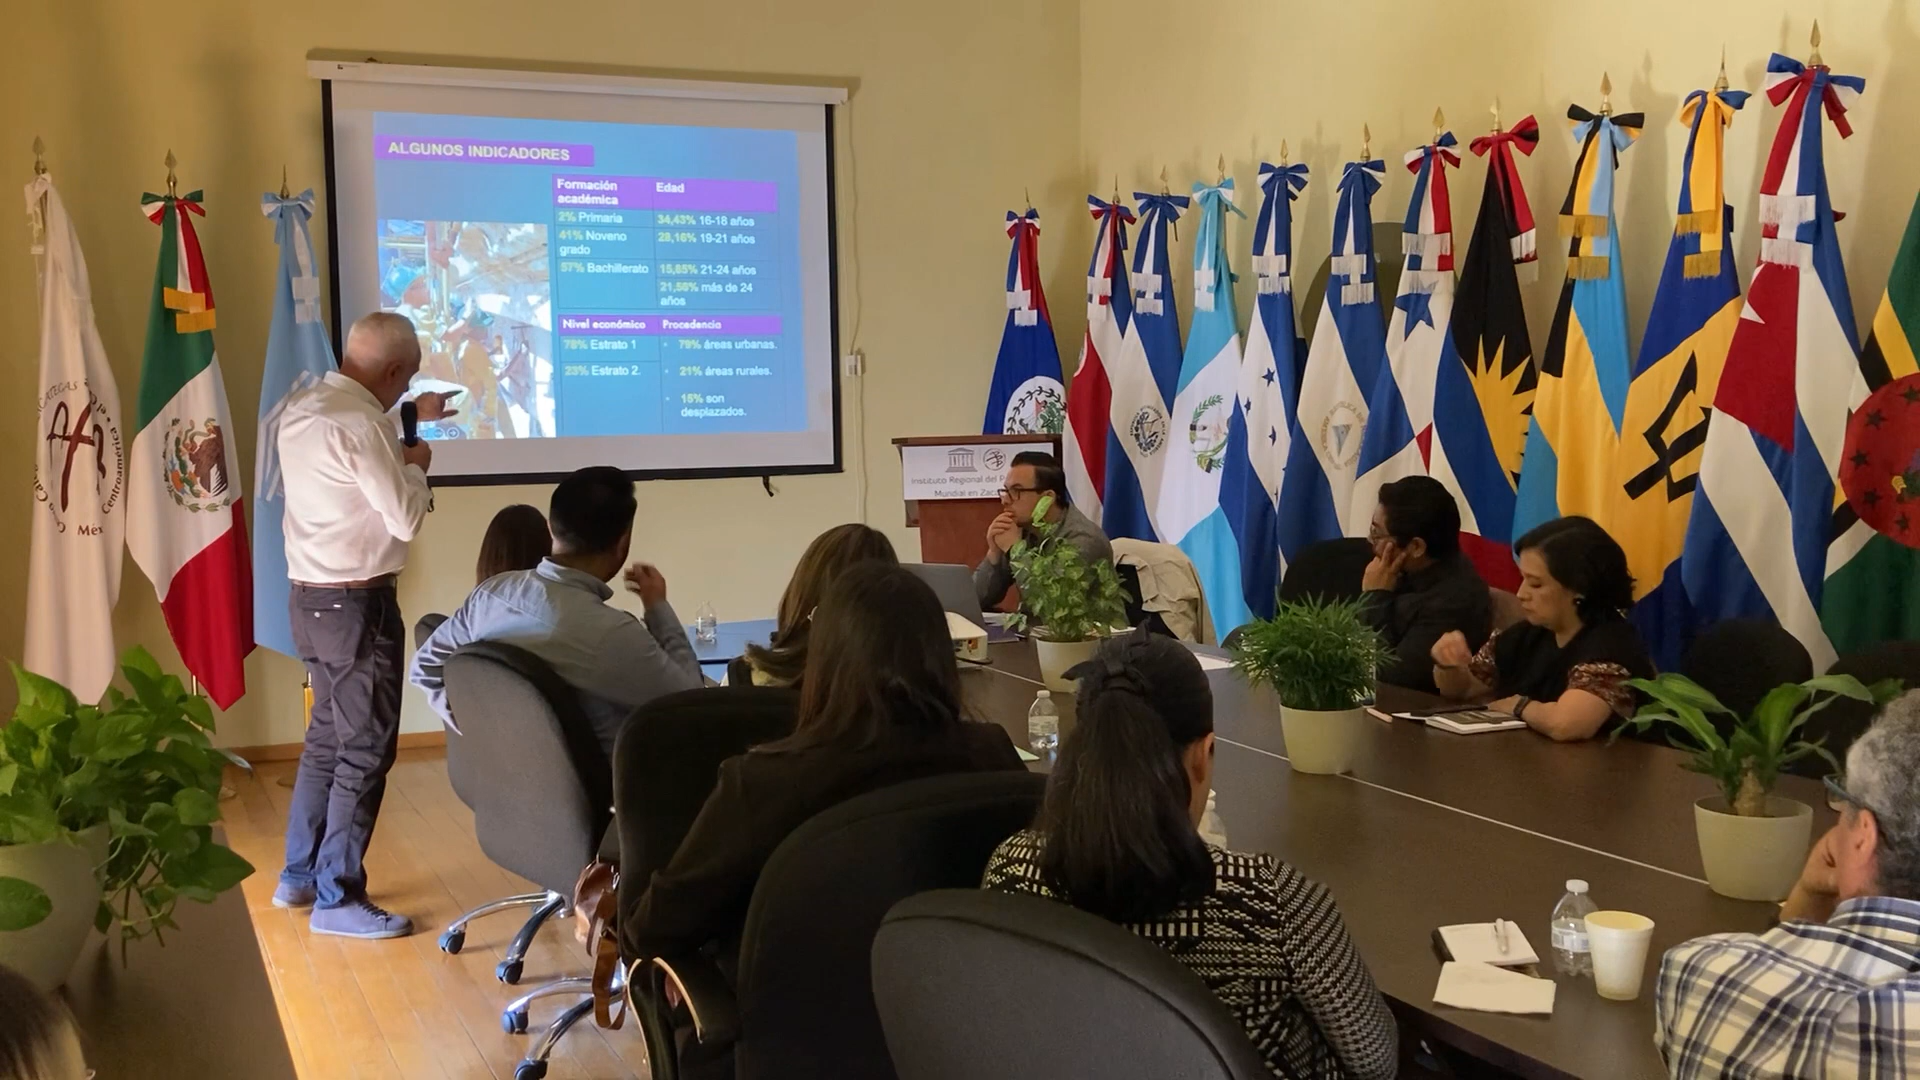 ALGUNOS INDICADORES
Formación
académica
Edad
2% Primaria
34,43% 16-18 años
41% Noveno
grado
28,16% 19-21 años
57% Bachillerato
15,85% 21-24 años
21,56% más de 24
años
Nivel económico
Procedencia
78% Estrato 1
79% áreas urbanas.
23% Estrato 2.
21% áreas rurales.
15% son
desplazados.
Instituto Regional del
Mundial en
Centroamérica